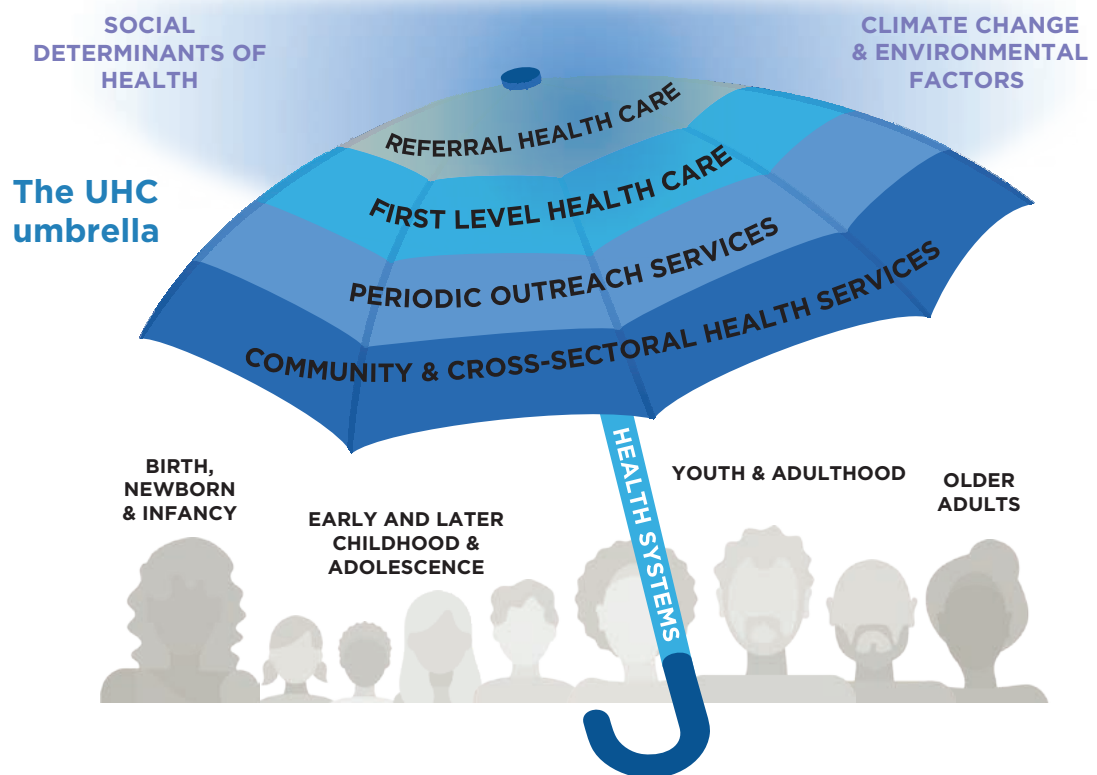 SOCIAL
DETERMINANTS OF
HEALTH
CLIMATE CHANGE
& ENVIRONMENTAL
FACTORS
The UHC
umbrella
REFERRAL HEALTH CARE
FIRST LEVEL HEALTH CARE
PERIODIC OUTREACH SERVICES
COMMUNITY & CROSS-SECTORAL HEALTH SERVICES
HEALTH SYSTEMS
BIRTH,
NEWBORN
& INFANCY
EARLY AND LATER
CHILDHOOD &
ADOLESCENCE
YOUTH & ADULTHOOD
OLDER
ADULTS